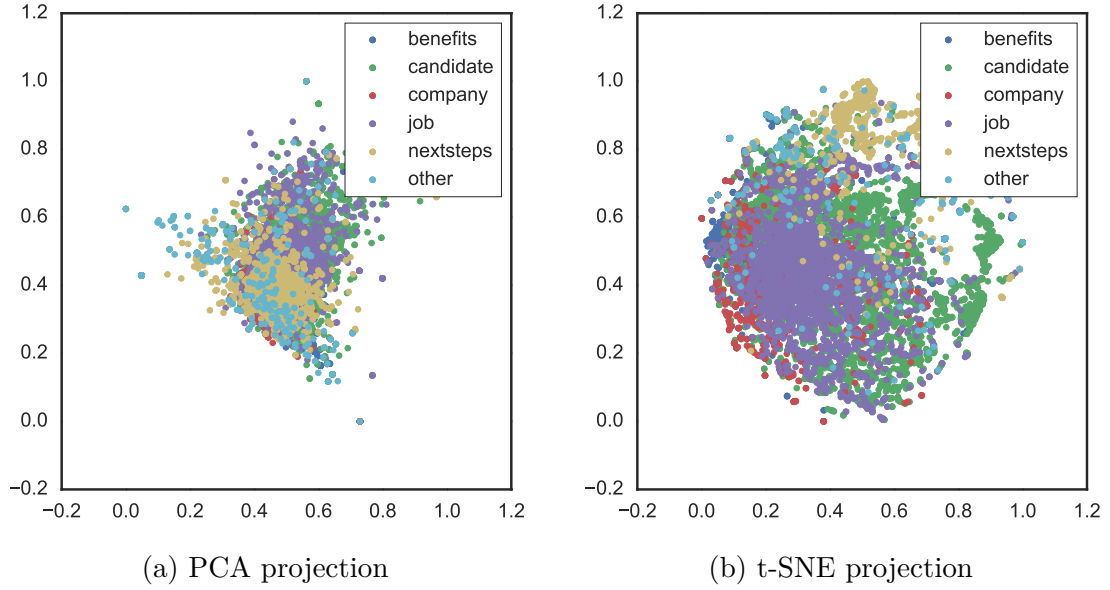 1.2
1.0
0.8
0.6
0.4
0.2
0.0
−0.2
−0.2 0.0 0.2 0.4 0.6 0.8 1.0 1.2
benefits
candidate
company
job
nextsteps
other
(a) PCA projection
1.2
1.0
0.8
0.6
0.4
0.2
0.0
−0.2
−0.2 0.0 0.2 0.4 0.6 0.8 1.0 1.2
benefits
candidate
company
job
nextsteps
other
(b) t-SNE projection